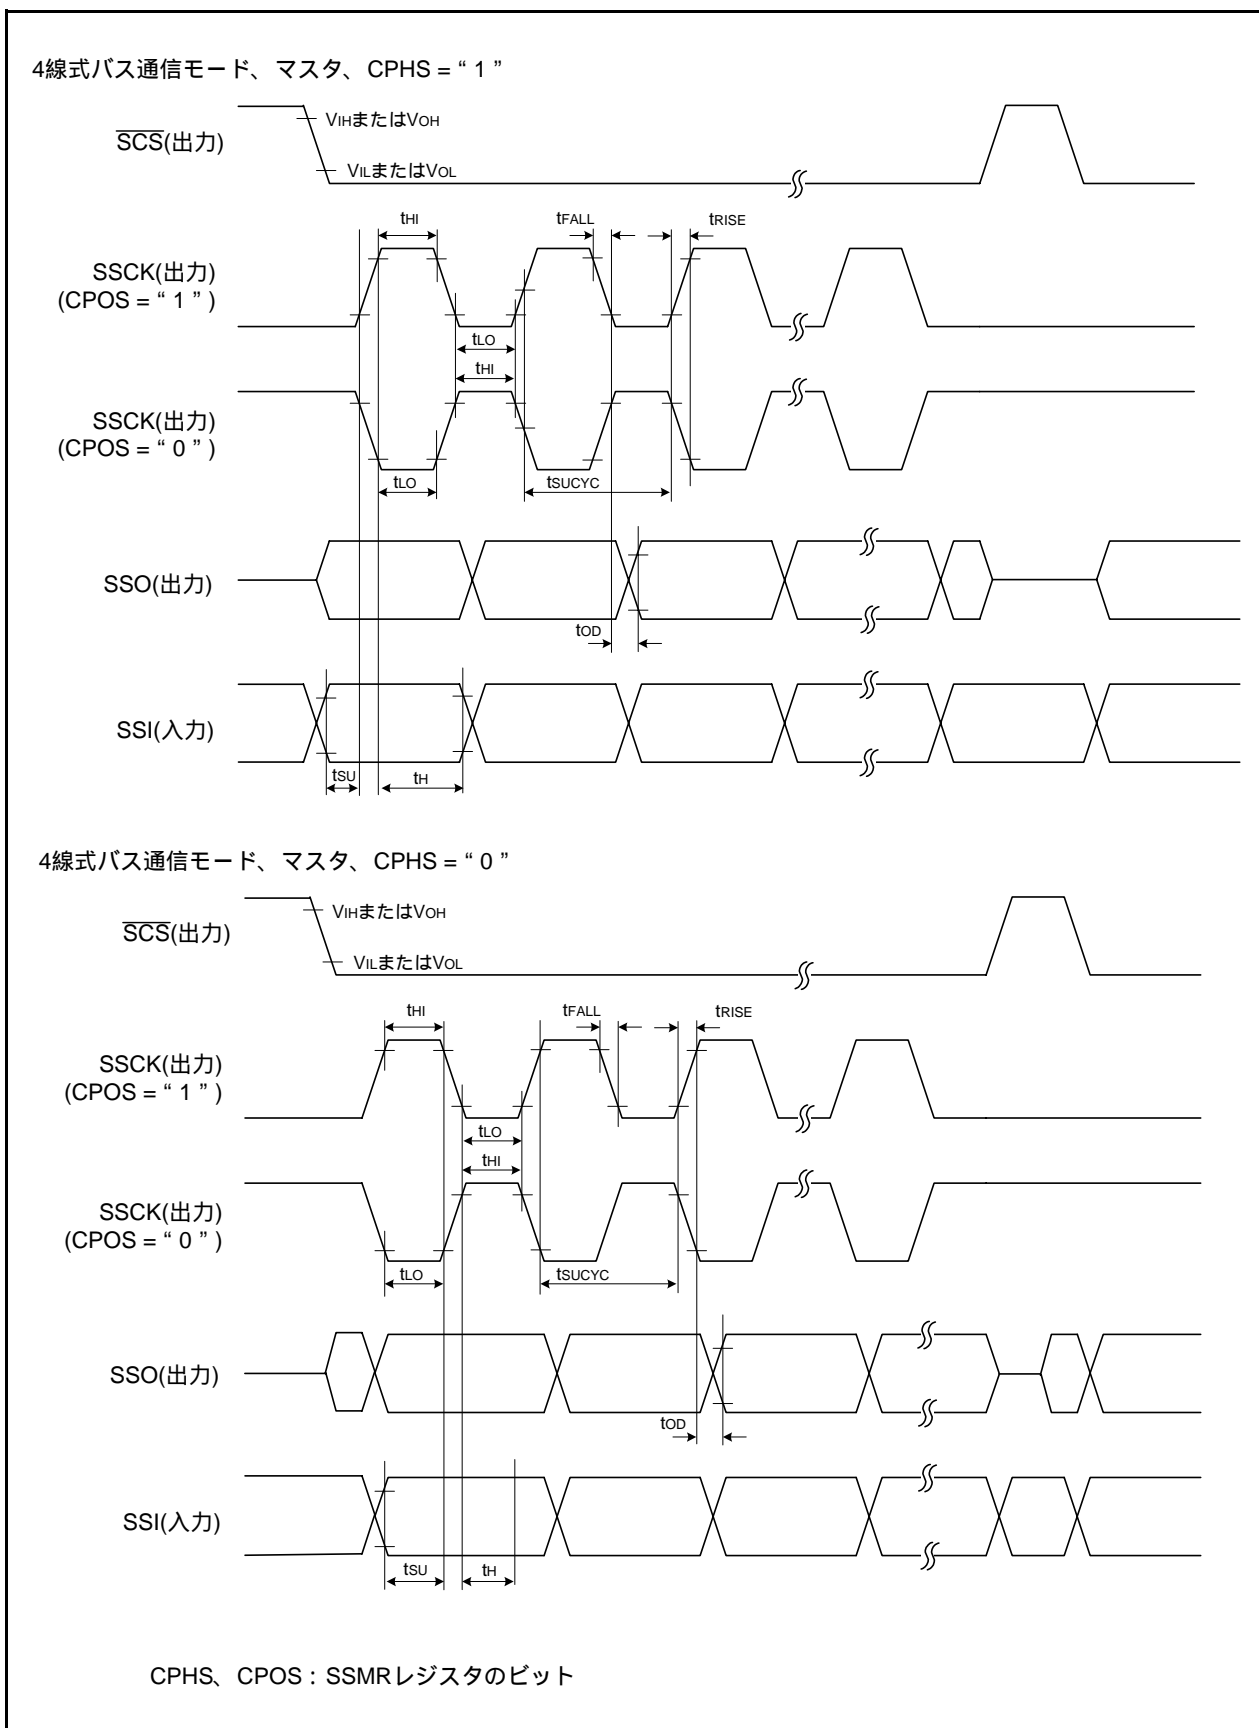 4線式バス通信モード、マスタ、CPHS = “ 1 ”
VIHまたはVOH
SCS(出力)
VILまたはVOL
tHI
tFALL
tRISE
SSCK(出力)
(CPOS = “ 1 ” )
tLO
tHI
SSCK(出力)
(CPOS = “ 0 ” )
tLO
tSUCYC
SSO(出力)
tOD
SSI(入力)
tSU
tH
4線式バス通信モード、マスタ、CPHS = “ 0 ”
VIHまたはVOH
SCS(出力)
VILまたはVOL
tHI
tFALL
tRISE
SSCK(出力)
(CPOS = “ 1 ” )
tLO
tHI
SSCK(出力)
(CPOS = “ 0 ” )
tLO
tSUCYC
SSO(出力)
tOD
SSI(入力)
tSU
tH
CPHS、CPOS : SSMRレジスタのビット